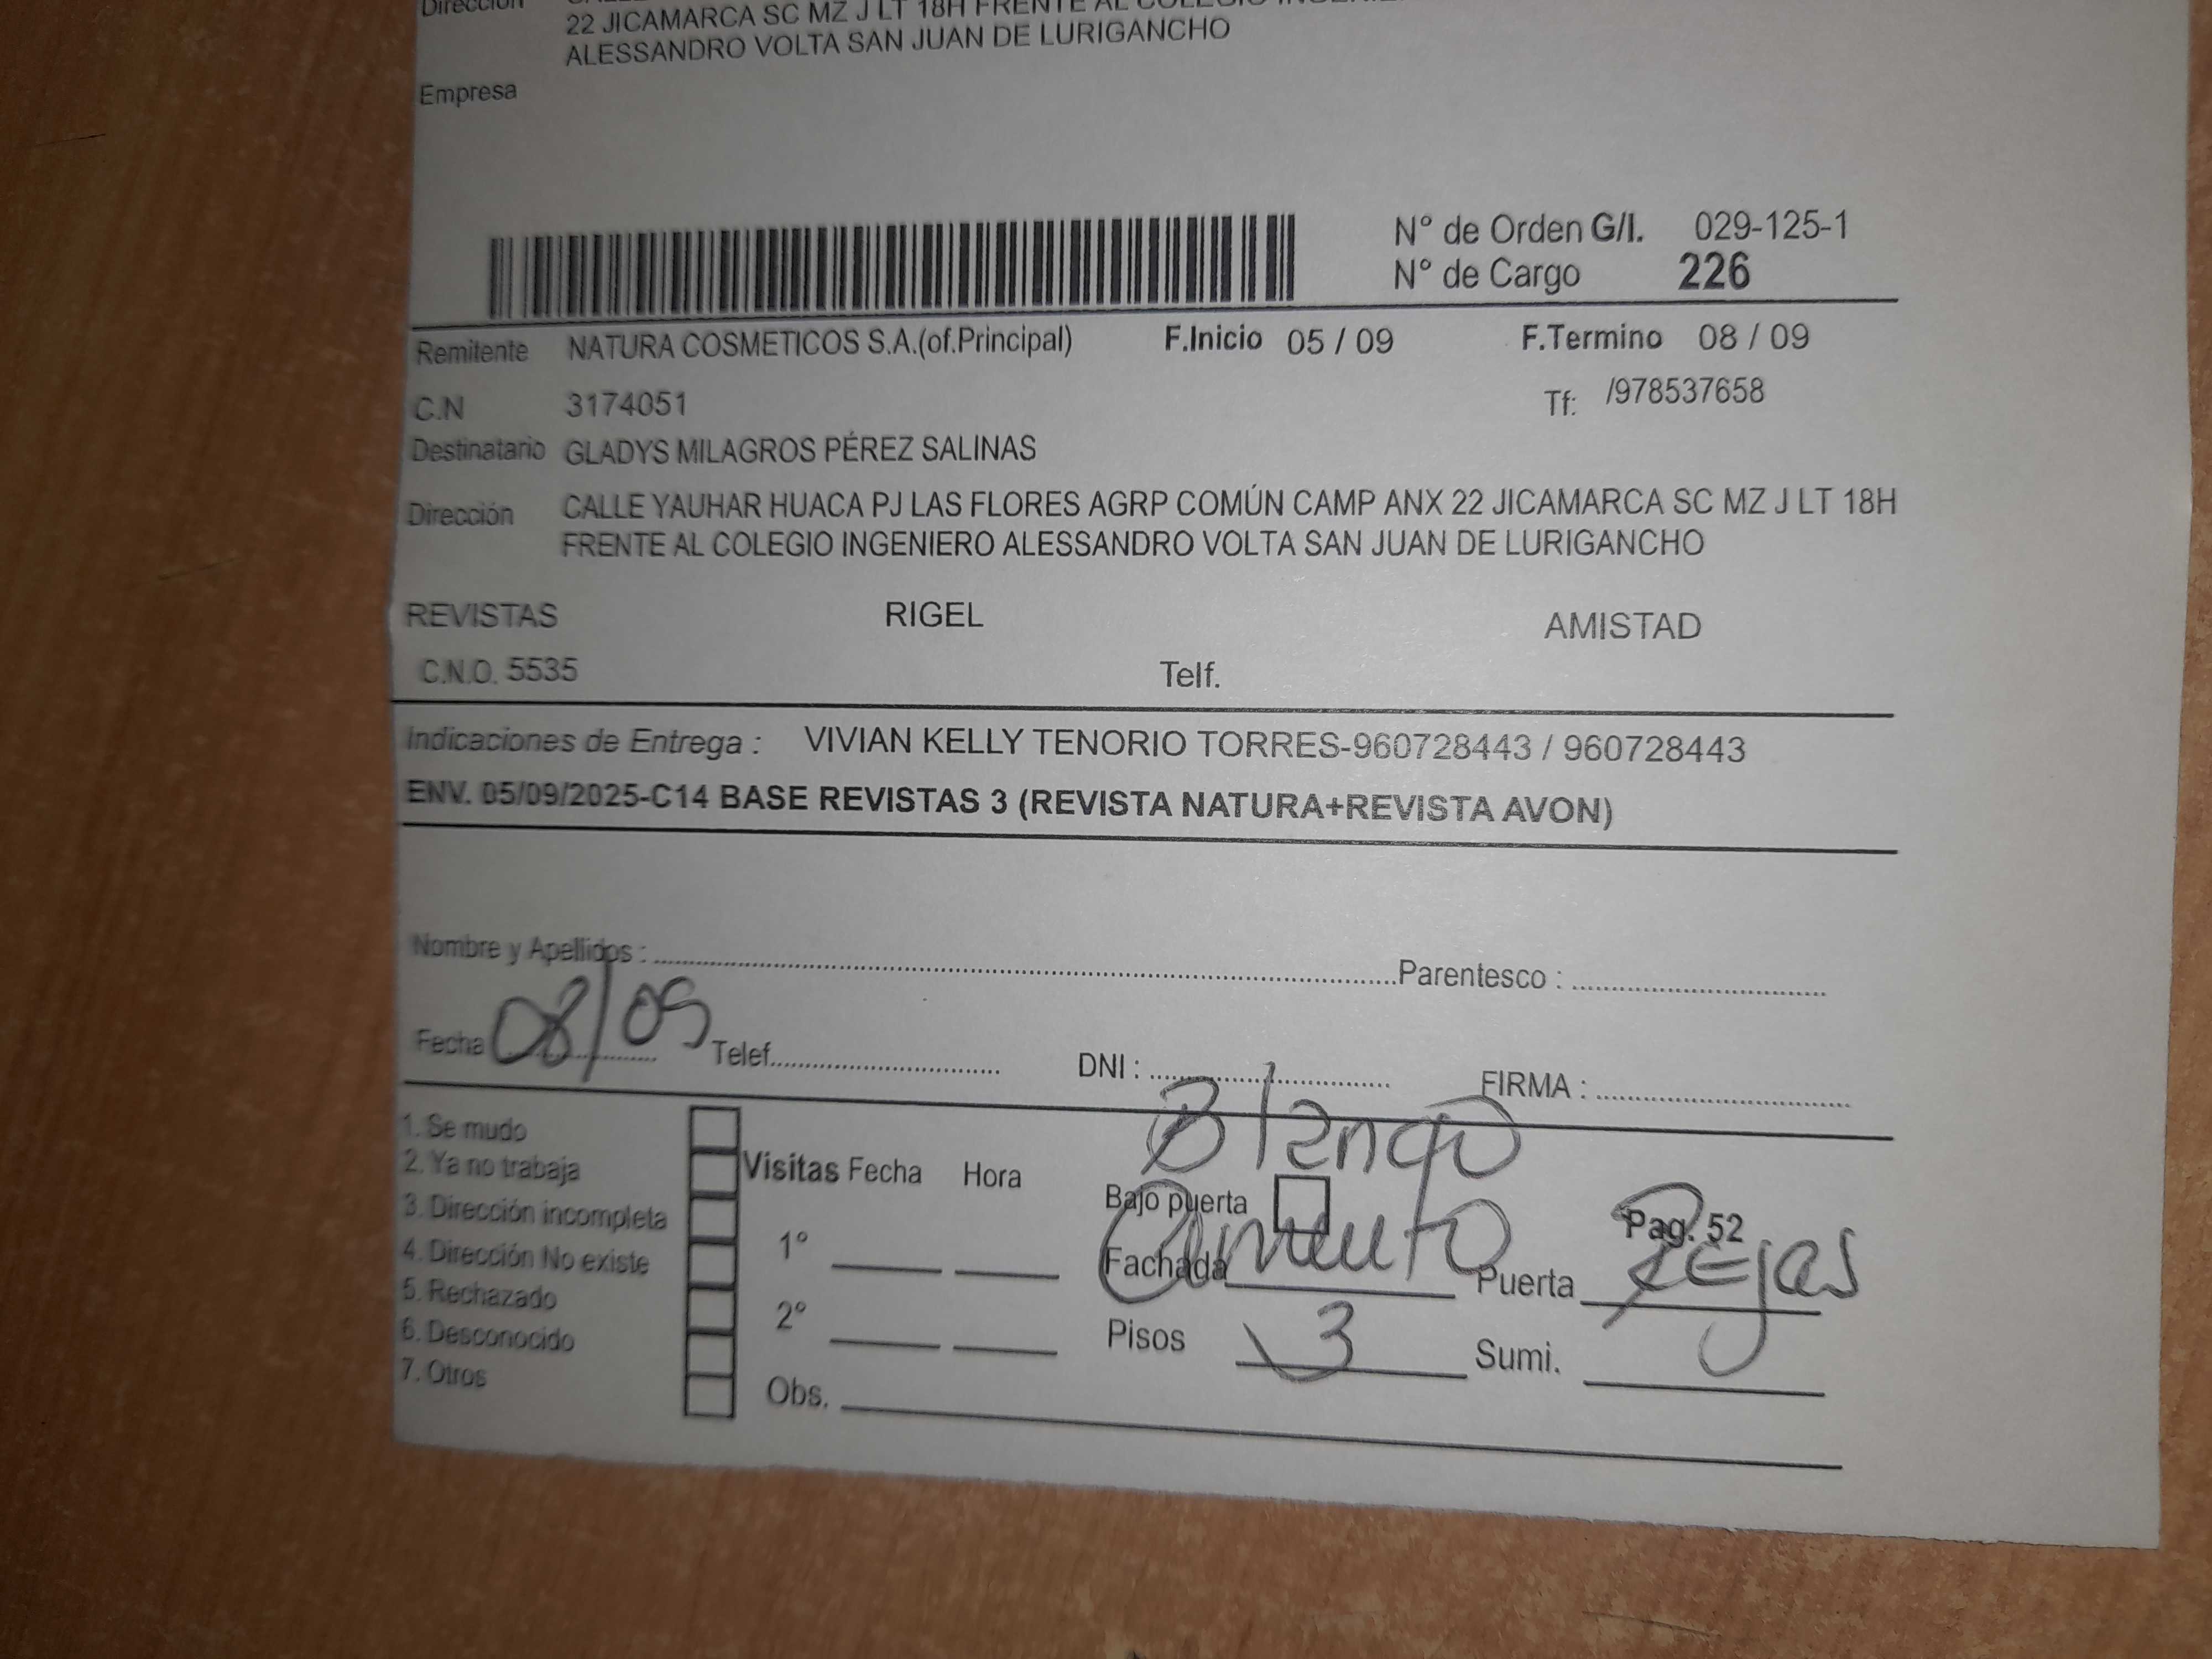 Dirección
22 JICAMARCA SC MZ J LT 18H FRENTE AL COLEGIO
ALESSANDRO VOLTA SAN JUAN DE LURIGANCHO
Empresa
N° de Orden G/I. 029-125-1
N° de Cargo 226
Remitente NATURA COSMETICOS S.A.(of.Principal) F.Inicio 05 / 09 F.Termino 08 / 09
C.N 3174051 Tf: /978537658
Destinatario GLADYS MILAGROS PÉREZ SALINAS
Dirección CALLE YAUHAR HUACA PJ LAS FLORES AGRP COMÚN CAMP ANX 22 JICAMARCA SC MZ J LT 18H
FRENTE AL COLEGIO INGENIERO ALESSANDRO VOLTA SAN JUAN DE LURIGANCHO
REVISTAS RIGEL AMISTAD
C.N.O. 5535 Telf.
Indicaciones de Entrega : VIVIAN KELLY TENORIO TORRES-960728443 / 960728443
ENV. 05/09/2025-C14 BASE REVISTAS 3 (REVISTA NATURA+REVISTA AVON)
Nombre y Apellidos : Parentesco :
Fecha 08/09 Telef. DNI : FIRMA :
1. Se mudo
2. Ya no trabaja
3. Dirección incompleta
4. Dirección No existe
5. Rechazado
6. Desconocido
7. Otros
Visitas Fecha Hora
1°
2°
Obs.
Bajo puerta Pag. 52
Fachada Puerta Rejas
Pisos 3 Sumi.